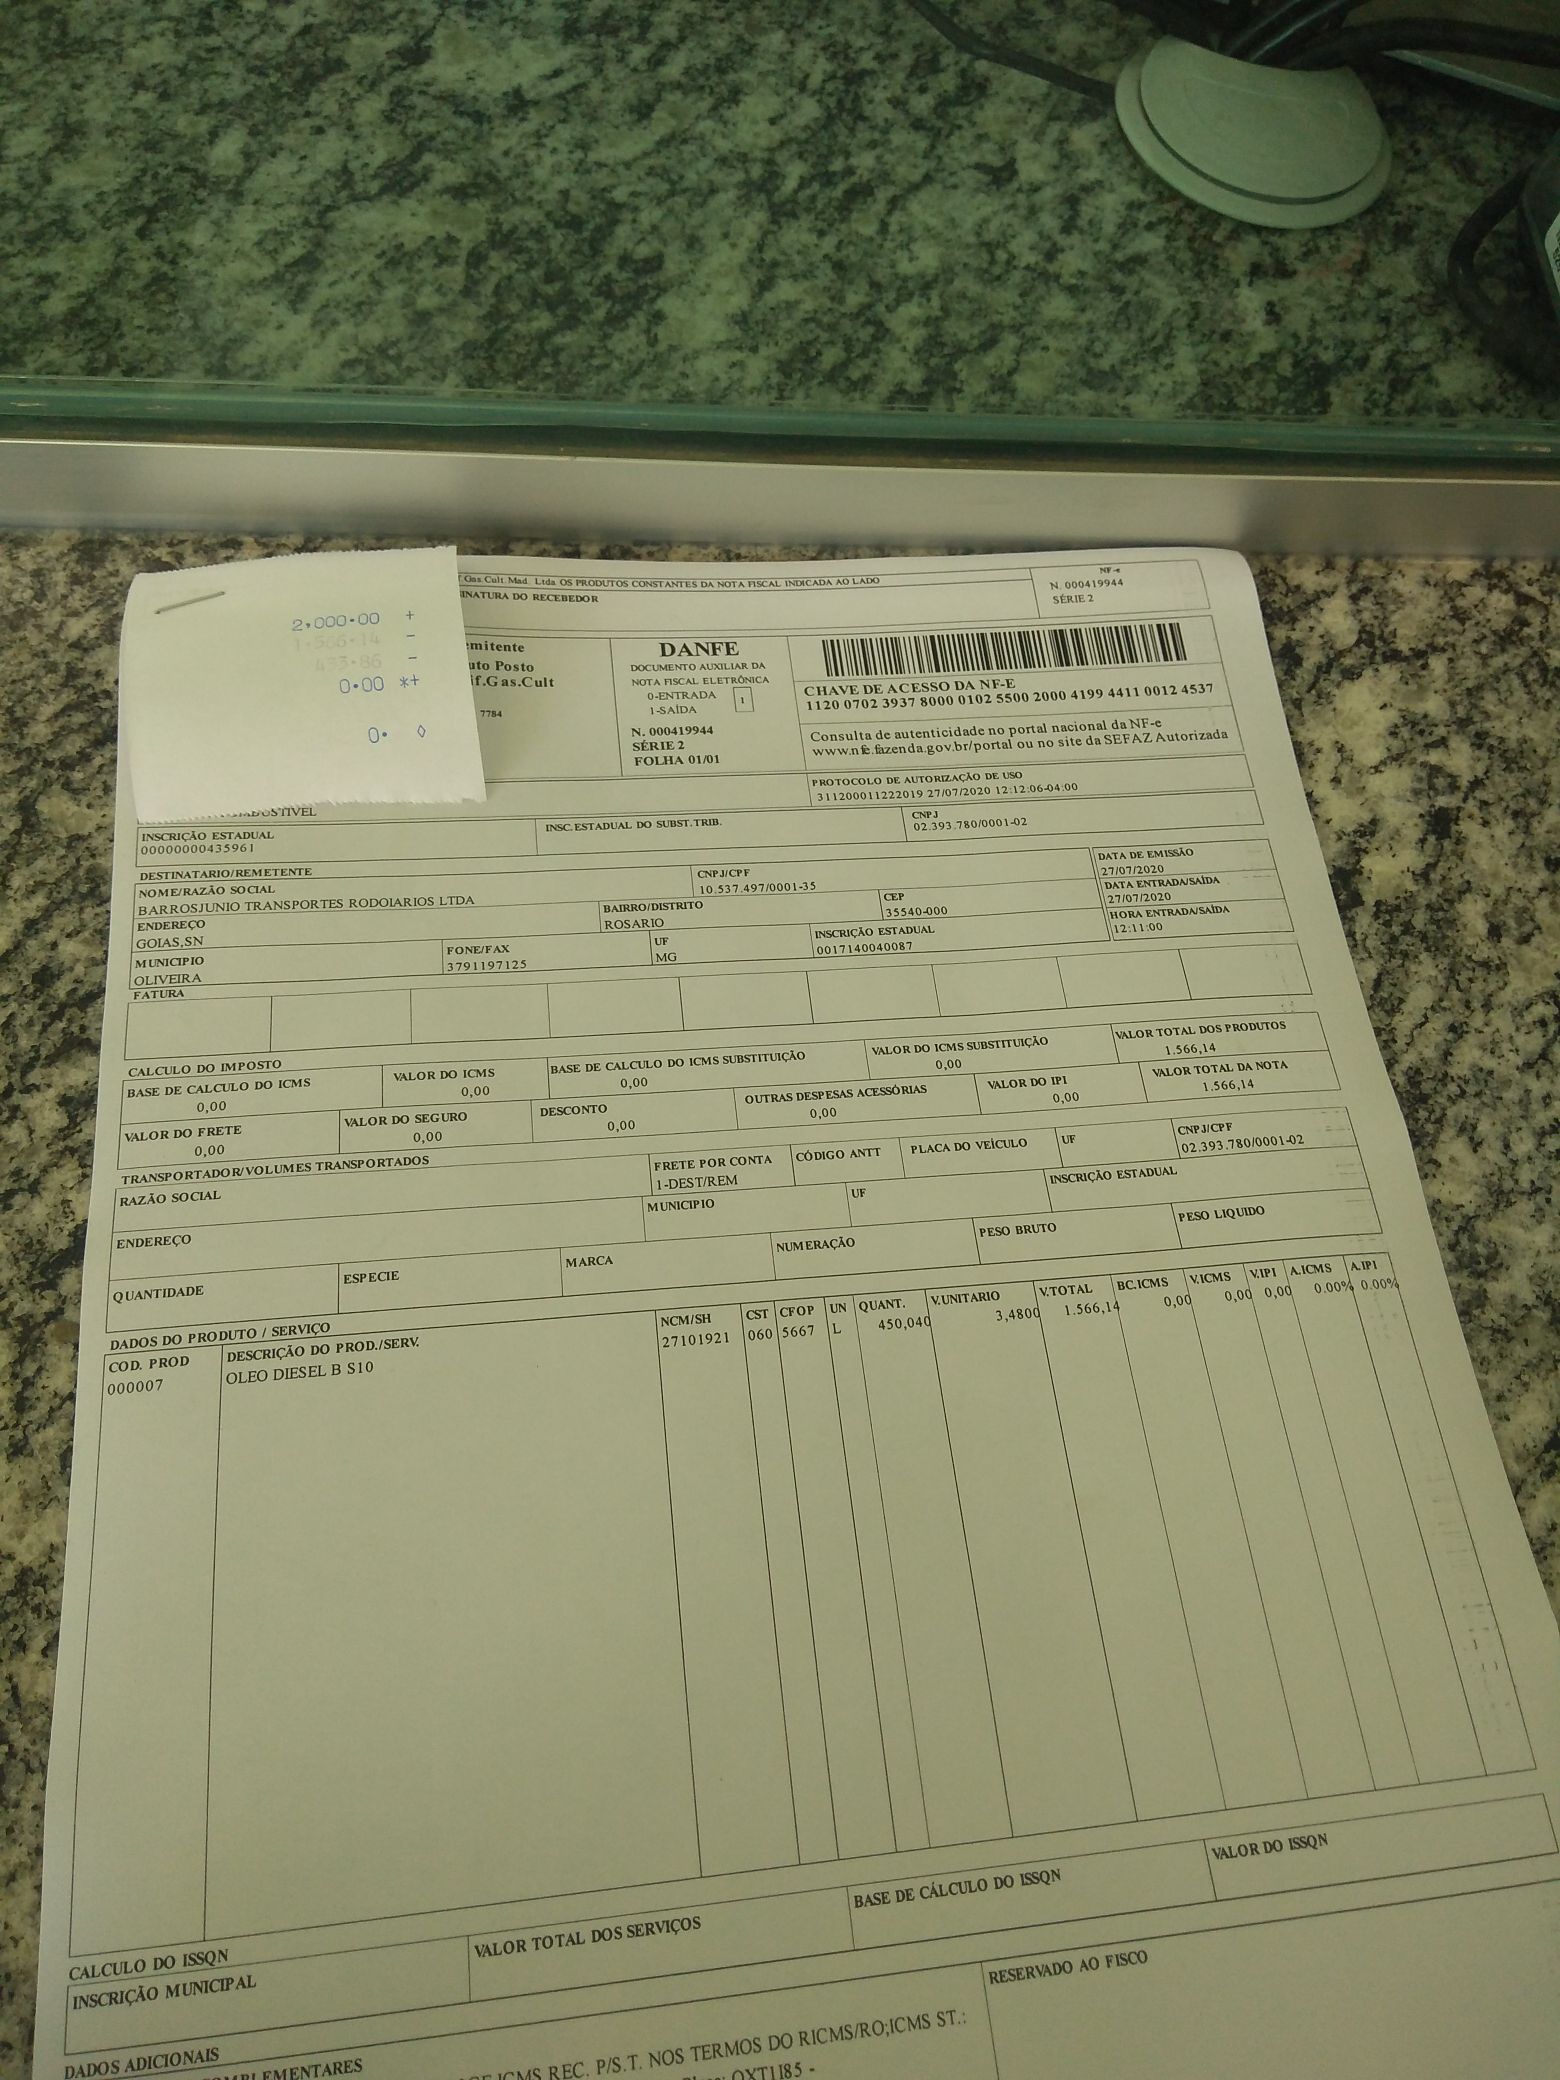 Gas.Cult.Mad. Ltda OS PRODUTOS CONSTANTES DA NOTA FISCAL INDICADA AO LADO
NF-e
N. 000419944
SÉRIE 2
INATURA DO RECEBEDOR
2,000.00 +
1.566.14 -
433.86 -
0.00 *+
0. ◊
emitente
uto Posto
if.Gas.Cult
7784
DANFE
DOCUMENTO AUXILIAR DA
NOTA FISCAL ELETRÔNICA
0-ENTRADA
1-SAÍDA
1
N. 000419944
SÉRIE 2
FOLHA 01/01
CHAVE DE ACESSO DA NF-E
1120 0702 3937 8000 0102 5500 2000 4199 4411 0012 4537
Consulta de autenticidade no portal nacional da NF-e
www.nfe.fazenda.gov.br/portal ou no site da SEFAZ Autorizada
PROTOCOLO DE AUTORIZAÇÃO DE USO
311200011222019 27/07/2020 12:12:06-04:00
OMBUSTIVEL
INSCRIÇÃO ESTADUAL
00000000435961
INSC.ESTADUAL DO SUBST.TRIB.
CNPJ
02.393.780/0001-02
DESTINATARIO/REMETENTE
NOME/RAZÃO SOCIAL
BARROSJUNIO TRANSPORTES RODOIARIOS LTDA
CNPJ/CPF
10.537.497/0001-35
DATA DE EMISSÃO
27/07/2020
ENDEREÇO
GOIAS,SN
BAIRRO/DISTRITO
ROSARIO
CEP
35540-000
DATA ENTRADA/SAÍDA
27/07/2020
MUNICIPIO
OLIVEIRA
FONE/FAX
3791197125
UF
MG
INSCRIÇÃO ESTADUAL
0017140040087
HORA ENTRADA/SAÍDA
12:11:00
FATURA
CALCULO DO IMPOSTO
BASE DE CALCULO DO ICMS
0,00
VALOR DO ICMS
0,00
BASE DE CALCULO DO ICMS SUBSTITUIÇÃO
0,00
VALOR DO ICMS SUBSTITUIÇÃO
0,00
VALOR TOTAL DOS PRODUTOS
1.566,14
VALOR DO FRETE
0,00
VALOR DO SEGURO
0,00
DESCONTO
0,00
OUTRAS DESPESAS ACESSÓRIAS
0,00
VALOR DO IPI
0,00
VALOR TOTAL DA NOTA
1.566,14
TRANSPORTADOR/VOLUMES TRANSPORTADOS
RAZÃO SOCIAL
FRETE POR CONTA
1-DEST/REM
CÓDIGO ANTT
PLACA DO VEÍCULO
UF
CNPJ/CPF
02.393.780/0001-02
ENDEREÇO
MUNICIPIO
UF
INSCRIÇÃO ESTADUAL
QUANTIDADE
ESPECIE
MARCA
NUMERAÇÃO
PESO BRUTO
PESO LIQUIDO
DADOS DO PRODUTO / SERVIÇO
COD. PROD DESCRIÇÃO DO PROD./SERV. NCM/SH CST CFOP UN QUANT. V.UNITARIO V.TOTAL BC.ICMS V.ICMS V.IPI A.ICMS A.IPI
000007 OLEO DIESEL B S10 27101921 060 5667 L 450,040 3,4800 1.566,14 0,00 0,00 0,00 0.00% 0.00%
CALCULO DO ISSQN
INSCRIÇÃO MUNICIPAL
VALOR TOTAL DOS SERVIÇOS
BASE DE CÁLCULO DO ISSQN
VALOR DO ISSQN
DADOS ADICIONAIS
RESERVADO AO FISCO
ICMS REC. P/S.T. NOS TERMOS DO RICMS/RO;ICMS ST.: